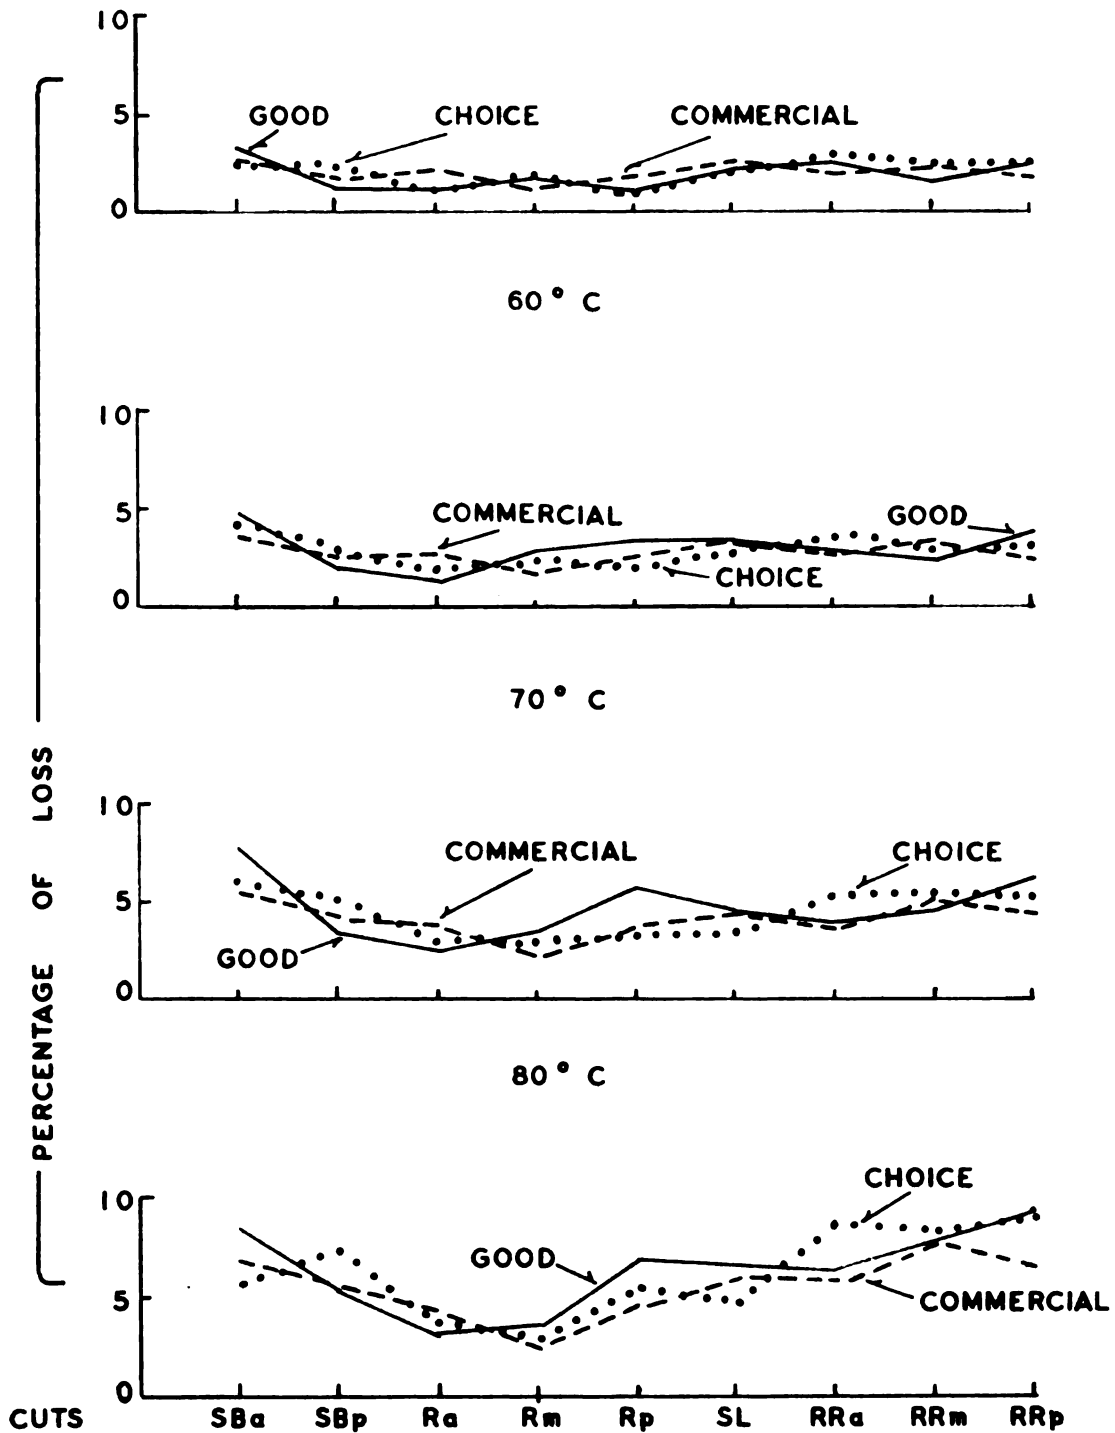 10
GOOD CHOICE COMMERCIAL
5
0
60° C
10
COMMERCIAL GOOD
5
CHOICE
0
70° C
10
COMMERCIAL CHOICE
5
GOOD
0
80° C
PERCENTAGE OF LOSS
CHOICE
10
GOOD
5
COMMERCIAL
0
CUTS SBa SBp Ra Rm Rp SL RRa RRm RRp